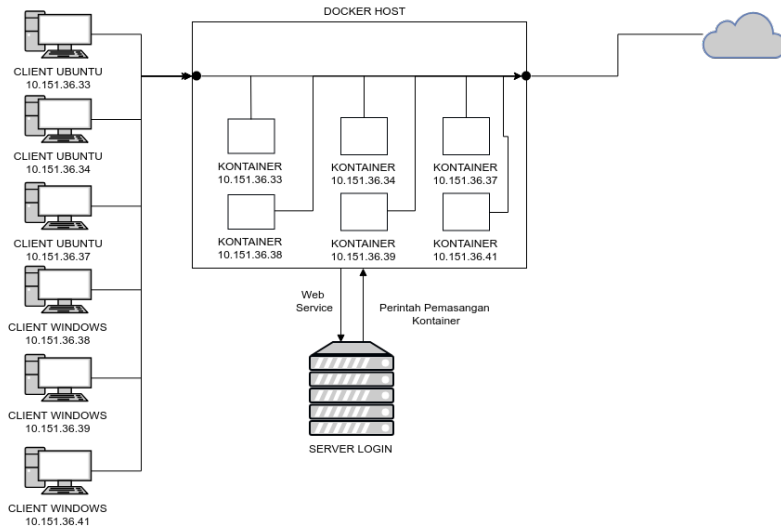 DOCKER HOST
CLIENT UBUNTU
10.151.36.33
CLIENT UBUNTU
10.151.36.34
CLIENT UBUNTU
10.151.36.37
CLIENT WINDOWS
10.151.36.38
CLIENT WINDOWS
10.151.36.39
CLIENT WINDOWS
10.151.36.41
KONTAINER
10.151.36.33
KONTAINER
10.151.36.34
KONTAINER
10.151.36.37
KONTAINER
10.151.36.38
KONTAINER
10.151.36.39
KONTAINER
10.151.36.41
Web
Service
Perintah Pemasangan
Kontainer
SERVER LOGIN